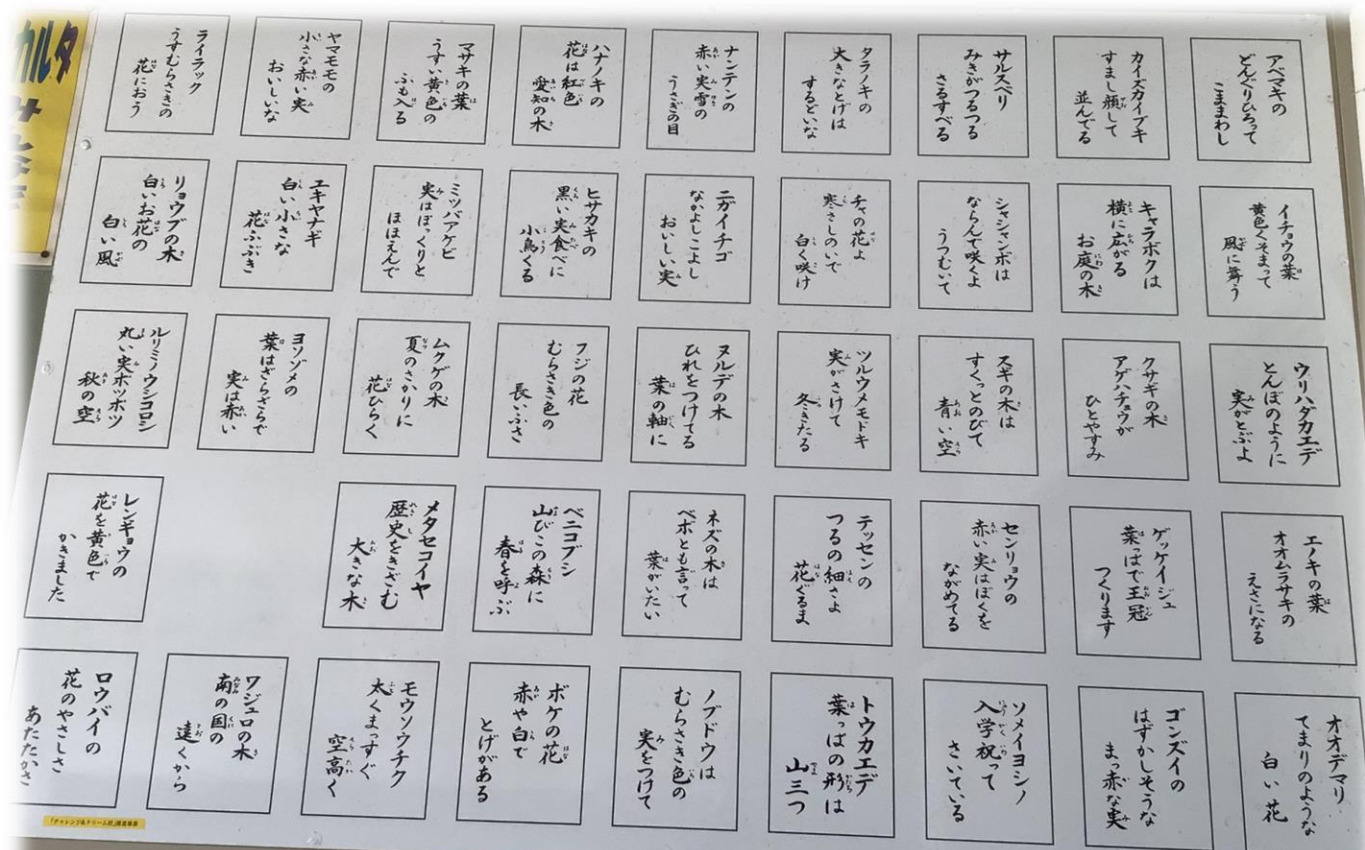 アベマキの
どんぐりひろって
こままわし
イチョウの葉
黄色くそまって
風に舞う
ウリハダカエデ
とんぼのように
実がとぶよ
エノキの葉
オオムラサキの
えさになる
オオデマリ
てまりのような
白い花
カイズカイブキ
すまし顔して
並んでる
キャラボクは
横に広がる
お庭の木
クサギの木
アゲハチョウが
ひとやすみ
ゲッケイジュ
葉っぱで王冠
つくります
ゴンズイの
はずかしそうな
まっ赤な実
サルスベリ
みきがつるつる
さるすべる
シャシャンボは
ならんで咲くよ
うつむいて
スギの木は
すくっとのびて
青い空
センリョウの
赤い実はぼくを
ながめてる
ソメイヨシノ
入学祝って
さいている
タラノキの
大きなとげは
するどいな
チャの花よ
寒さしのいで
白く咲け
ツルウメモドキ
実がさけて
冬きたる
テッセンの
つるの細さよ
花ぐるま
トウカエデ
葉っぱの形は
山三つ
ナンテンの
赤い実雪の
うさぎの目
ニガイチゴ
なかよしこよし
おいしい実
ヌルデの木
ひれをつけてる
葉の軸に
ネズの木は
ベボとも言って
葉がいたい
ノブドウは
むらさき色の
実をつけて
ハナノキの
花は紅色
愛知の木
ヒサカキの
黒い実食べに
小鳥くる
フジの花
むらさき色の
長いふさ
ベニコブシ
山びこの森に
春を呼ぶ
ボケの花
赤や白で
とげがある
マサキの葉
うすい黄色の
ふも入る
ミツバアケビ
実はぽっくりと
ほほえんで
ムクゲの木
夏のさかりに
花ひらく
メタセコイヤ
歴史をきざむ
大きな木
モウソウチク
太くまっすぐ
空高く
ヤマモモの
小さな赤い実
おいしいな
ユキヤナギ
白い小さな
花ふぶき
ヨツヅメの
葉はざらざらで
実は赤い
ライラック
うすむらさきの
花におう
リョウブの木
白いお花の
白い風
ルリミノウシコロシ
丸い実ポツポツ
秋の空
レンギョウの
花を黄色で
かきました
ロウバイの
花のやさしさ
あたたかさ
ワジュロの木
南の国の
遠くから
カルタ